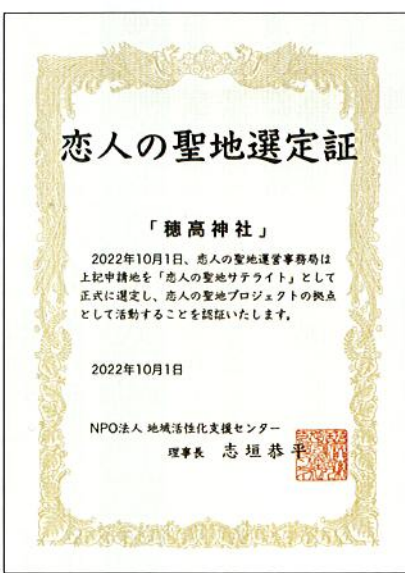 恋人の聖地選定証
「穂高神社」
2022年10月1日、恋人の聖地運営事務局は
上記申請地を「恋人の聖地サテライト」として
正式に選定し、恋人の聖地プロジェクトの拠点
として活動することを認証いたします。
2022年10月1日
NPO法人 地域活性化支援センター
理事長 志垣恭平